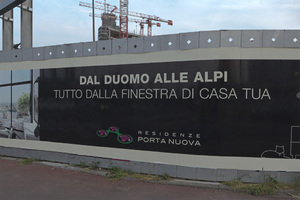 DAL DUOMO ALLE ALPI
TUTTO DALLA FINESTRA DI CASA TUA
RESIDENZE
PORTA NUOVA